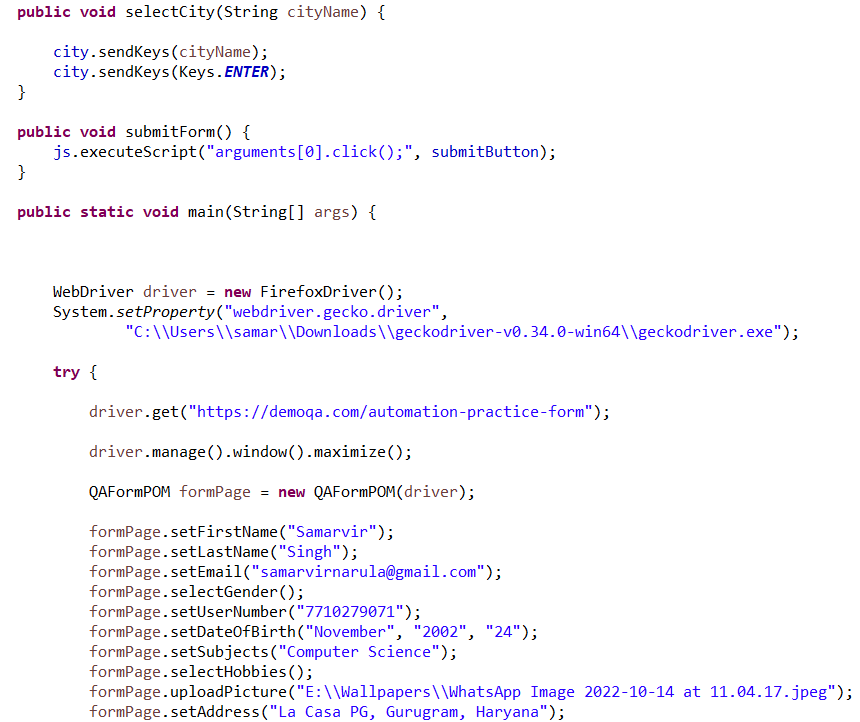 public void selectCity(String cityName) {
city.sendKeys(cityName);
city.sendKeys(Keys.ENTER);
}
public void submitForm() {
js.executeScript("arguments[0].click();", submitButton);
}
public static void main(String[] args) {
WebDriver driver = new FirefoxDriver();
System.setProperty("webdriver.gecko.driver",
"C:\\Users\\samar\\Downloads\\geckodriver-v0.34.0-win64\\geckodriver.exe");
try {
driver.get("https://demoqa.com/automation-practice-form");
driver.manage().window().maximize();
QAFormPOM formPage = new QAFormPOM(driver);
formPage.setFirstName("Samarvir");
formPage.setLastName("Singh");
formPage.setEmail("samarvirnarula@gmail.com");
formPage.selectGender();
formPage.setUserNumber("7710279071");
formPage.setDateOfBirth("November", "2002", "24");
formPage.setSubjects("Computer Science");
formPage.selectHobbies();
formPage.uploadPicture("E:\\Wallpapers\\WhatsApp Image 2022-10-14 at 11.04.17.jpeg");
formPage.setAddress("La Casa PG, Gurugram, Haryana");